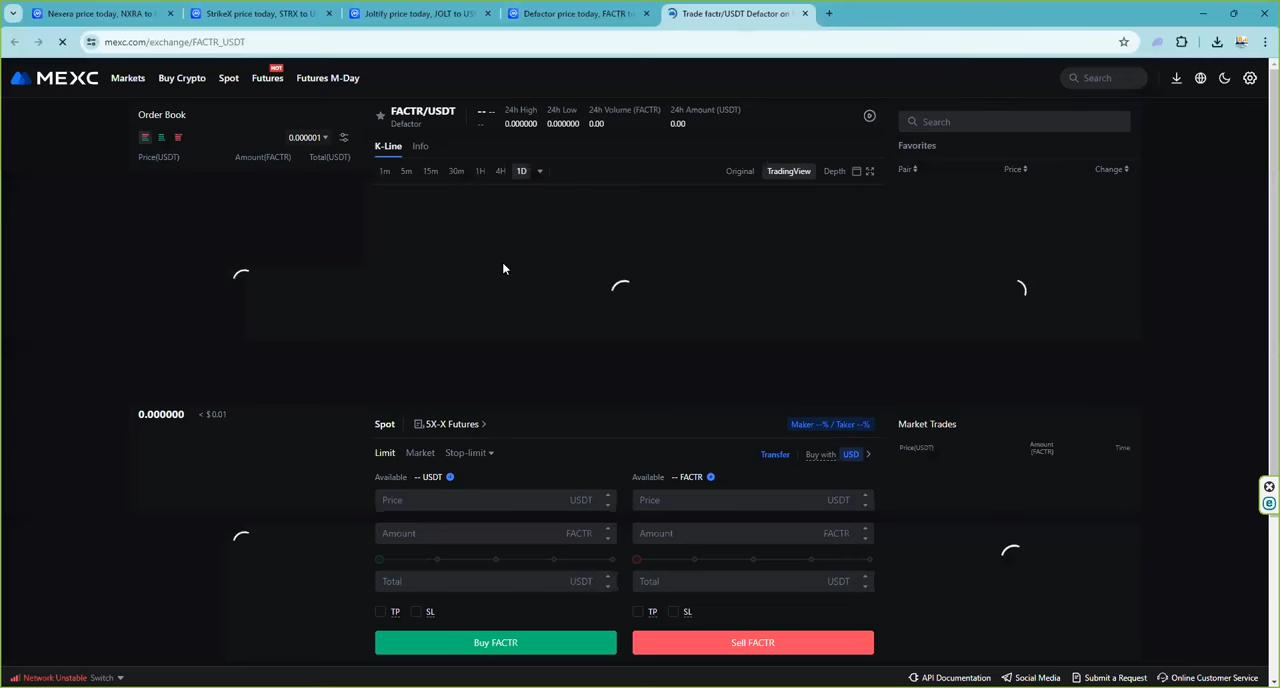 Nexera price today, NXRA to
StrikeX price today, STRX to U
Joltify price today, JOLT to US
Defactor price today, FACTR to
Trade factr/USDT Defactor on
mexc.com/exchange/FACTR_USDT
MEXC
Markets
Buy Crypto
Spot
Futures
HOT
Futures M-Day
Search
Order Book
0.000001
Price(USDT) Amount(FACTR) Total(USDT)
FACTR/USDT
Defactor
-- --
--
24h High
0.000000
24h Low
0.000000
24h Volume (FACTR)
0.00
24h Amount (USDT)
0.00
K-Line Info
1m 5m 15m 30m 1H 4H 1D
Original TradingView Depth
Search
Favorites
Pair Price Change
0.000000 < $ 0.01
Spot 5X-X Futures >
Maker --% / Taker --%
Limit Market Stop-limit
Transfer Buy with USD >
Available -- USDT
Price USDT
Amount FACTR
Total USDT
TP SL
Buy FACTR
Available -- FACTR
Price USDT
Amount FACTR
Total USDT
TP SL
Sell FACTR
Market Trades
Price(USDT) Amount (FACTR) Time
Network Unstable Switch
API Documentation
Social Media
Submit a Request
Online Customer Service